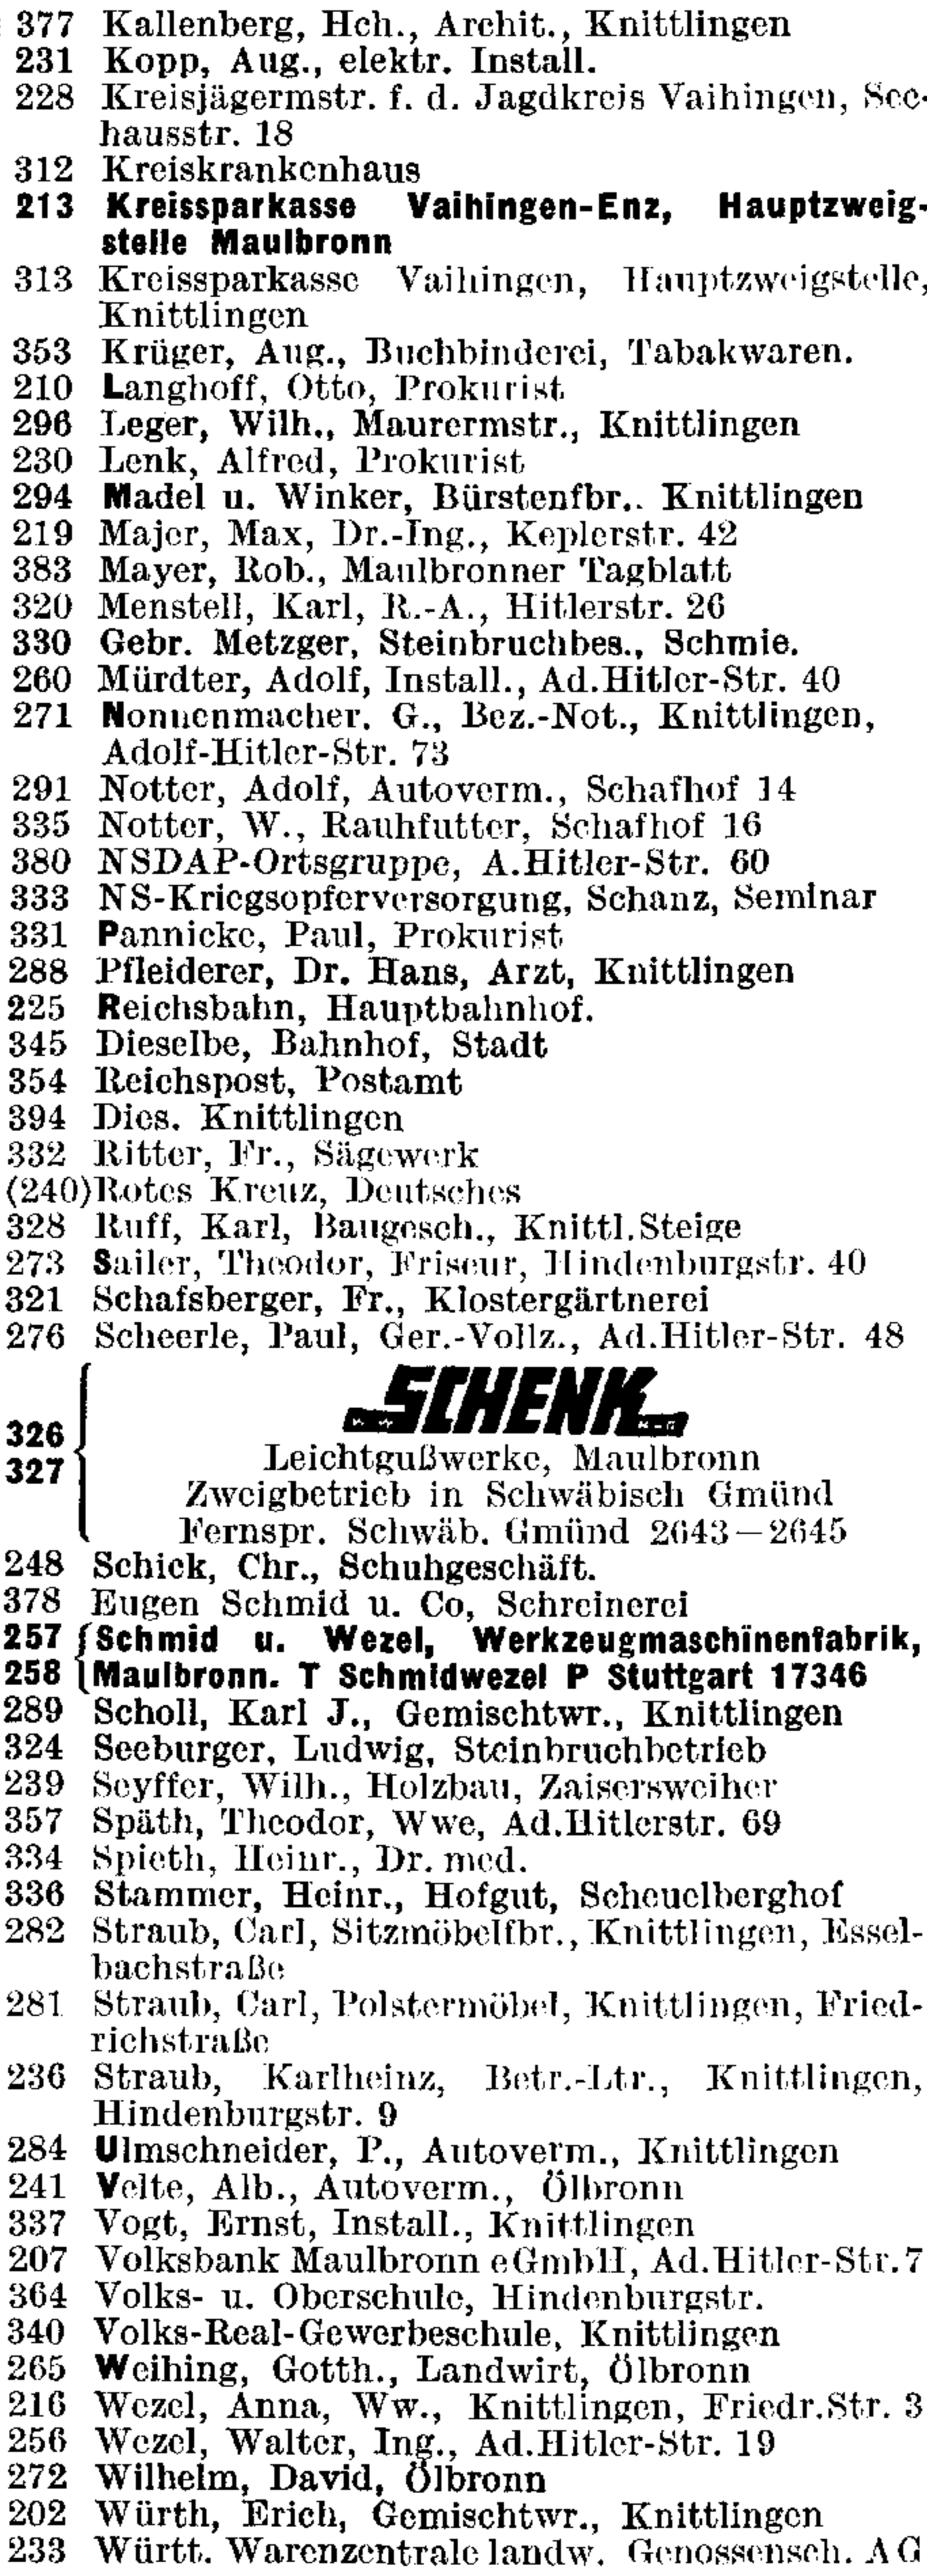 377 Kallenberg, Hch., Archit., Knittlingen
231 Kopp, Aug., elektr. Install.
228 Kreisjägermstr. f. d. Jagdkreis Vaihingen, See-
hausstr. 18
312 Kreiskrankenhaus
213 Kreissparkasse Vaihingen-Enz, Hauptzweig-
stelle Maulbronn
313 Kreissparkasse Vaihingen, Hauptzweigstelle,
Knittlingen
353 Krüger, Aug., Buchbinderei, Tabakwaren.
210 Langhoff, Otto, Prokurist
296 Leger, Wilh., Maurermstr., Knittlingen
230 Lenk, Alfred, Prokurist
294 Madel u. Winker, Bürstenfbr., Knittlingen
219 Majer, Max, Dr.-Ing., Keplerstr. 42
383 Mayer, Rob., Maulbronner Tagblatt
320 Menstell, Karl, R.-A., Hitlerstr. 26
330 Gebr. Metzger, Steinbruchbes., Schmie.
260 Mürdter, Adolf, Install., Ad.Hitler-Str. 40
271 Nonnenmacher, G., Bez.-Not., Knittlingen,
Adolf-Hitler-Str. 73
291 Notter, Adolf, Autoverm., Schafhof 14
335 Notter, W., Rauhfutter, Schafhof 16
380 NSDAP-Ortsgruppe, A.Hitler-Str. 60
333 NS-Kriegsopferversorgung, Schanz, Seminar
331 Pannicke, Paul, Prokurist
288 Pfleiderer, Dr. Hans, Arzt, Knittlingen
225 Reichsbahn, Hauptbahnhof.
345 Dieselbe, Bahnhof, Stadt
354 Reichspost, Postamt
394 Dies. Knittlingen
332 Ritter, Fr., Sägewerk
(240)Rotes Kreuz, Deutsches
328 Ruff, Karl, Baugesch., Knittl.Steige
273 Sailer, Theodor, Friseur, Hindenburgstr. 40
321 Schafsberger, Fr., Klostergärtnerei
276 Scheerle, Paul, Ger.-Vollz., Ad.Hitler-Str. 48
SCHENK
326
327
Leichtgußwerke, Maulbronn
Zweigbetrieb in Schwäbisch Gmünd
Fernspr. Schwäb. Gmünd 2643—2645
248 Schick, Chr., Schuhgeschäft.
378 Eugen Schmid u. Co, Schreinerei
257 {Schmid u. Wezel, Werkzeugmaschinenfabrik,
258 Maulbronn. T Schmidwezel P Stuttgart 17346
289 Scholl, Karl J., Gemischtwr., Knittlingen
324 Seeburger, Ludwig, Steinbruchbetrieb
239 Seyffer, Wilh., Holzbau, Zaisersweiher
357 Späth, Theodor, Wwe, Ad.Hitlerstr. 69
334 Spieth, Heinr., Dr. med.
336 Stammer, Heinr., Hofgut, Scheuelberghof
282 Straub, Carl, Sitzmöbelfbr., Knittlingen, Essel-
bachstraße
281 Straub, Carl, Polstermöbel, Knittlingen, Fried-
richstraße
236 Straub, Karlheinz, Betr.-Ltr., Knittlingen,
Hindenburgstr. 9
284 Ulmschneider, P., Autoverm., Knittlingen
241 Velte, Alb., Autoverm., Ölbronn
337 Vogt, Ernst, Install., Knittlingen
207 Volksbank Maulbronn eGmbH, Ad.Hitler-Str.7
364 Volks- u. Oberschule, Hindenburgstr.
340 Volks-Real-Gewerbeschule, Knittlingen
265 Weihing, Gotth., Landwirt, Ölbronn
216 Wezel, Anna, Ww., Knittlingen, Friedr.Str. 3
256 Wezel, Walter, Ing., Ad.Hitler-Str. 19
272 Wilhelm, David, Ölbronn
202 Würth, Erich, Gemischtwr., Knittlingen
233 Württ. Warenzentrale landw. Genossensch. AG